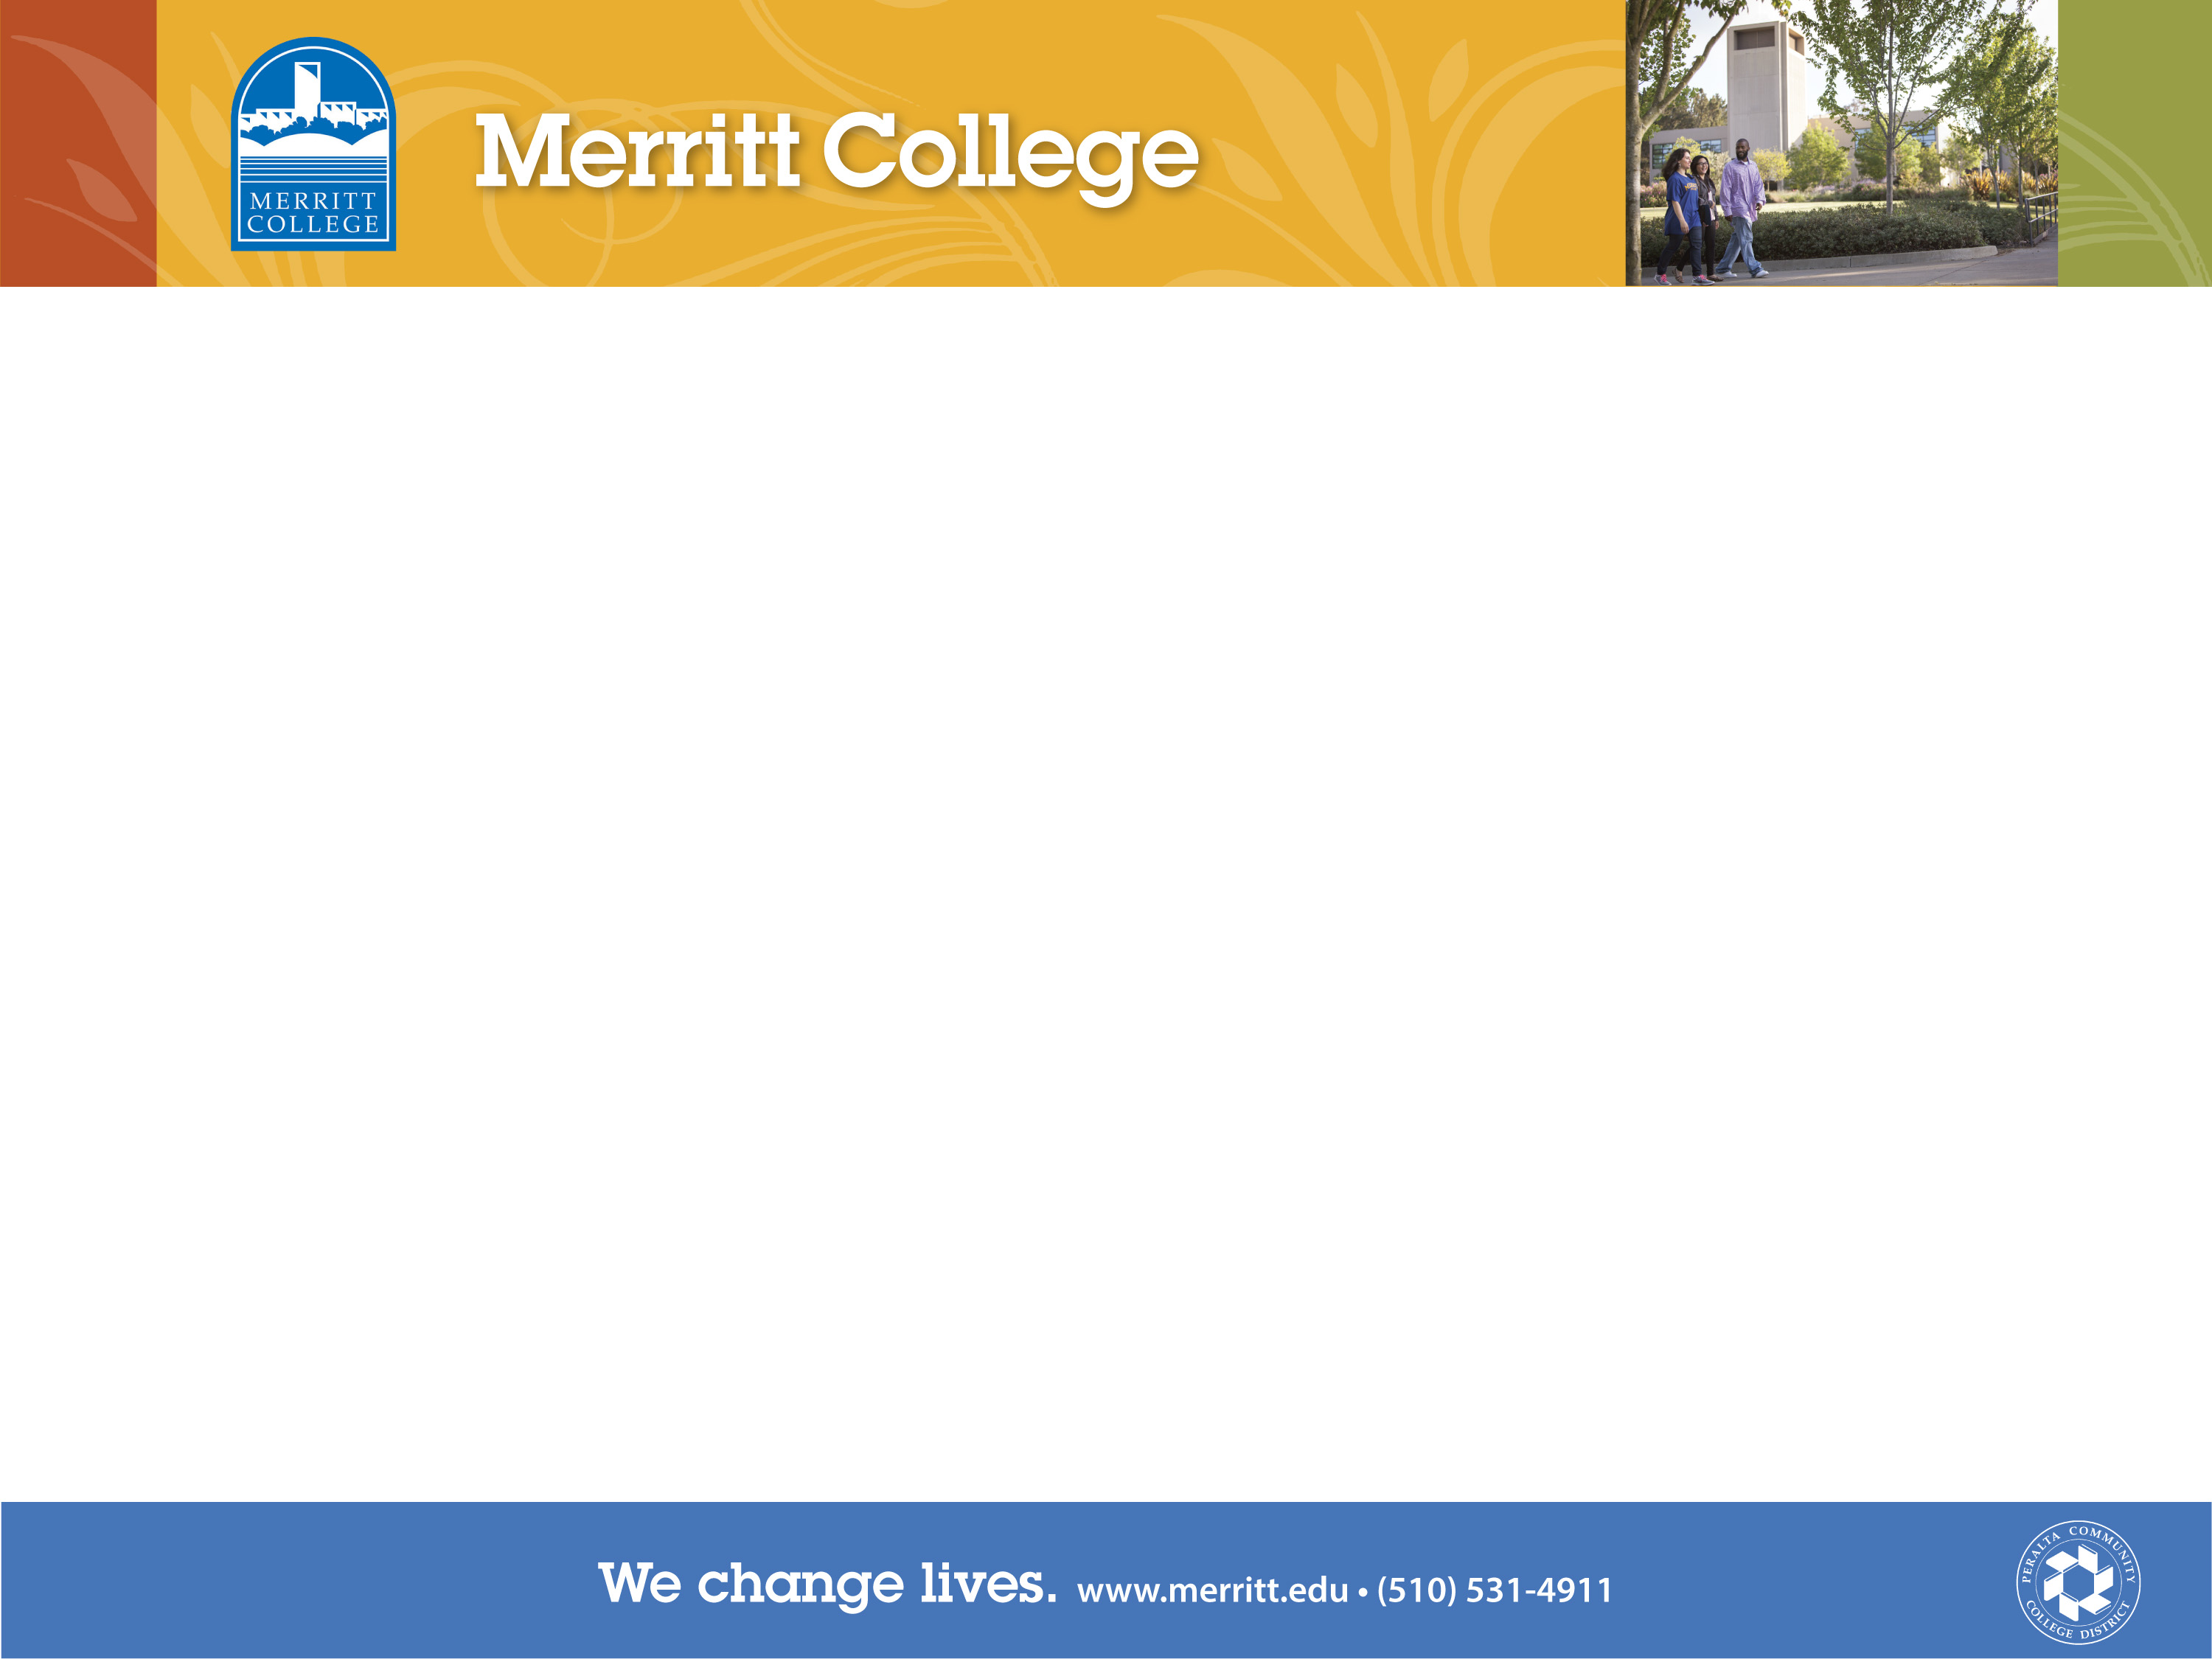 MERRITT
COLLEGE
Merritt College
We change lives. www.merritt.edu • (510) 531-4911
PERALTA COMMUNITY
COLLEGE DISTRICT